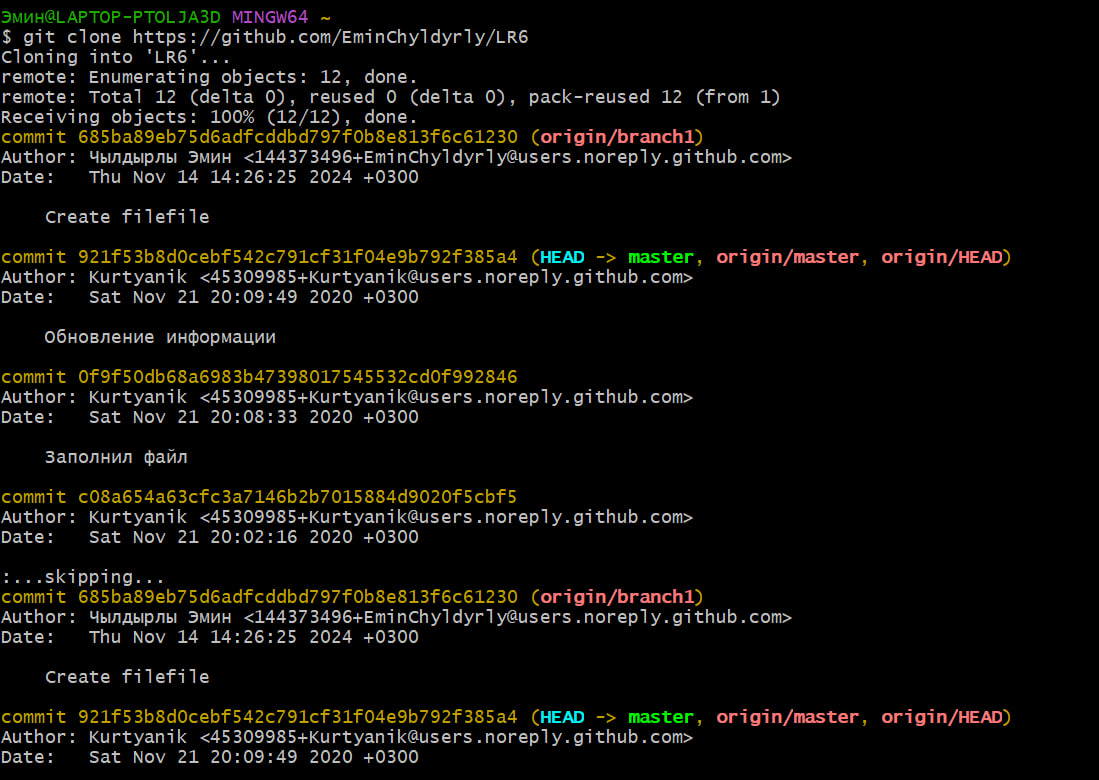 Эмин@LAPTOP-PTOLJA3D MINGW64 ~
$ git clone https://github.com/EminChyldyrly/LR6
Cloning into 'LR6'...
remote: Enumerating objects: 12, done.
remote: Total 12 (delta 0), reused 0 (delta 0), pack-reused 12 (from 1)
Receiving objects: 100% (12/12), done.
commit 685ba89eb75d6adfcddbd797f0b8e813f6c61230 (origin/branch1)
Author: Чылдырлы Эмин <144373496+EminChyldyrly@users.noreply.github.com>
Date:   Thu Nov 14 14:26:25 2024 +0300
    Create filefile
commit 921f53b8d0cebf542c791cf31f04e9b792f385a4 (HEAD -> master, origin/master, origin/HEAD)
Author: Kurtyanik <45309985+Kurtyanik@users.noreply.github.com>
Date:   Sat Nov 21 20:09:49 2020 +0300
    Обновление информации
commit 0f9f50db68a6983b47398017545532cd0f992846
Author: Kurtyanik <45309985+Kurtyanik@users.noreply.github.com>
Date:   Sat Nov 21 20:08:33 2020 +0300
    Заполнил файл
commit c08a654a63cfc3a7146b2b7015884d9020f5cbf5
Author: Kurtyanik <45309985+Kurtyanik@users.noreply.github.com>
Date:   Sat Nov 21 20:02:16 2020 +0300
:...skipping...
commit 685ba89eb75d6adfcddbd797f0b8e813f6c61230 (origin/branch1)
Author: Чылдырлы Эмин <144373496+EminChyldyrly@users.noreply.github.com>
Date:   Thu Nov 14 14:26:25 2024 +0300
    Create filefile
commit 921f53b8d0cebf542c791cf31f04e9b792f385a4 (HEAD -> master, origin/master, origin/HEAD)
Author: Kurtyanik <45309985+Kurtyanik@users.noreply.github.com>
Date:   Sat Nov 21 20:09:49 2020 +0300